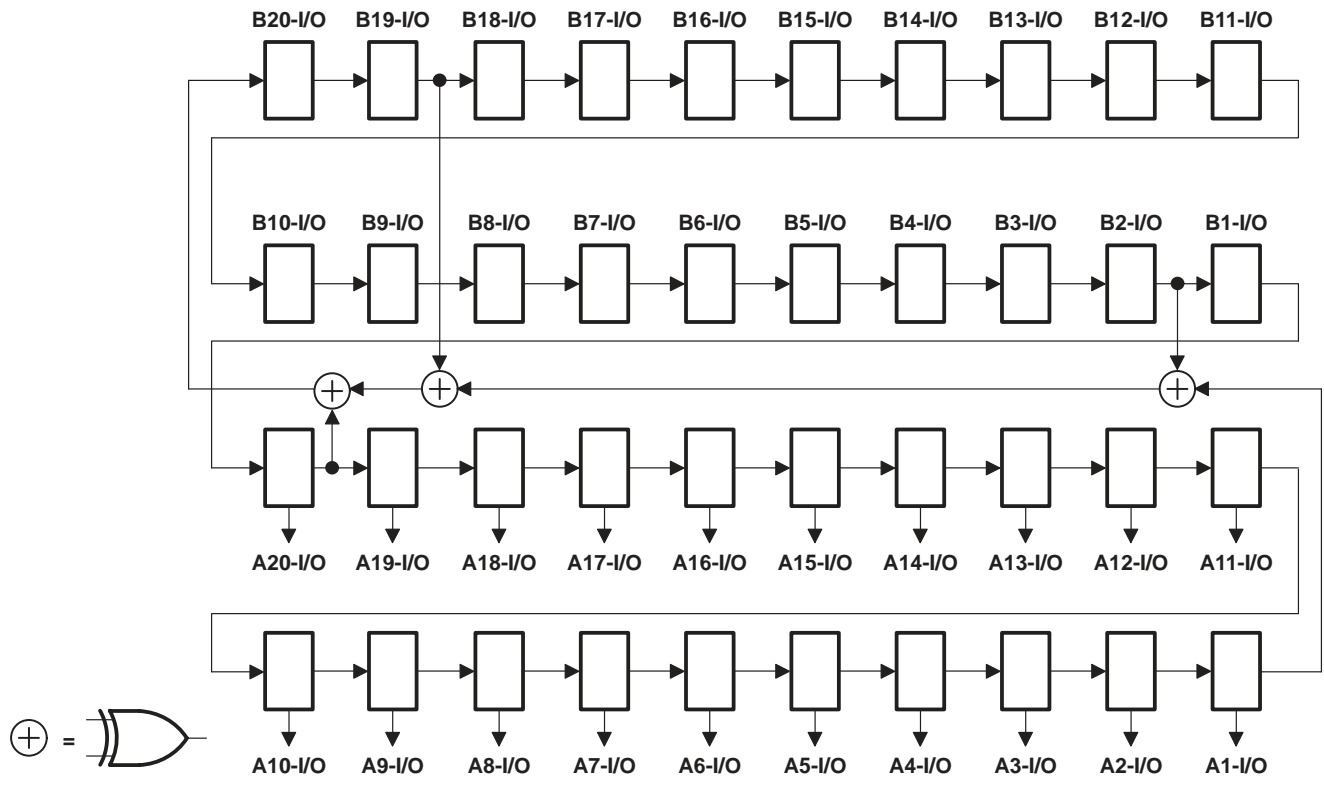 B20-I/O B19-I/O B18-I/O B17-I/O B16-I/O B15-I/O B14-I/O B13-I/O B12-I/O B11-I/O
B10-I/O B9-I/O B8-I/O B7-I/O B6-I/O B5-I/O B4-I/O B3-I/O B2-I/O B1-I/O
A20-I/O A19-I/O A18-I/O A17-I/O A16-I/O A15-I/O A14-I/O A13-I/O A12-I/O A11-I/O
=
A10-I/O A9-I/O A8-I/O A7-I/O A6-I/O A5-I/O A4-I/O A3-I/O A2-I/O A1-I/O